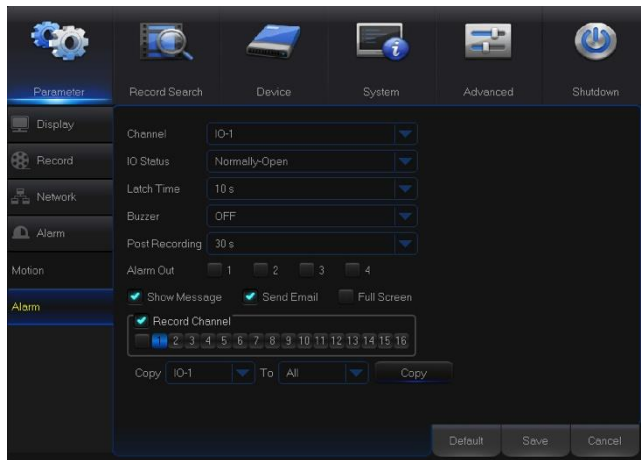 Parameter Record Search Device System Advanced Shutdown
Display
Record
Network
Alarm
Motion
Alarm
Channel IO-1
IO Status Normally-Open
Latch Time 10 s
Buzzer OFF
Post Recording 30 s
Alarm Out 1 2 3 4
Show Message Send Email Full Screen
Record Channel
1 2 3 4 5 6 7 8 9 10 11 12 13 14 15 16
Copy IO-1 To All Copy
Default Save Cancel